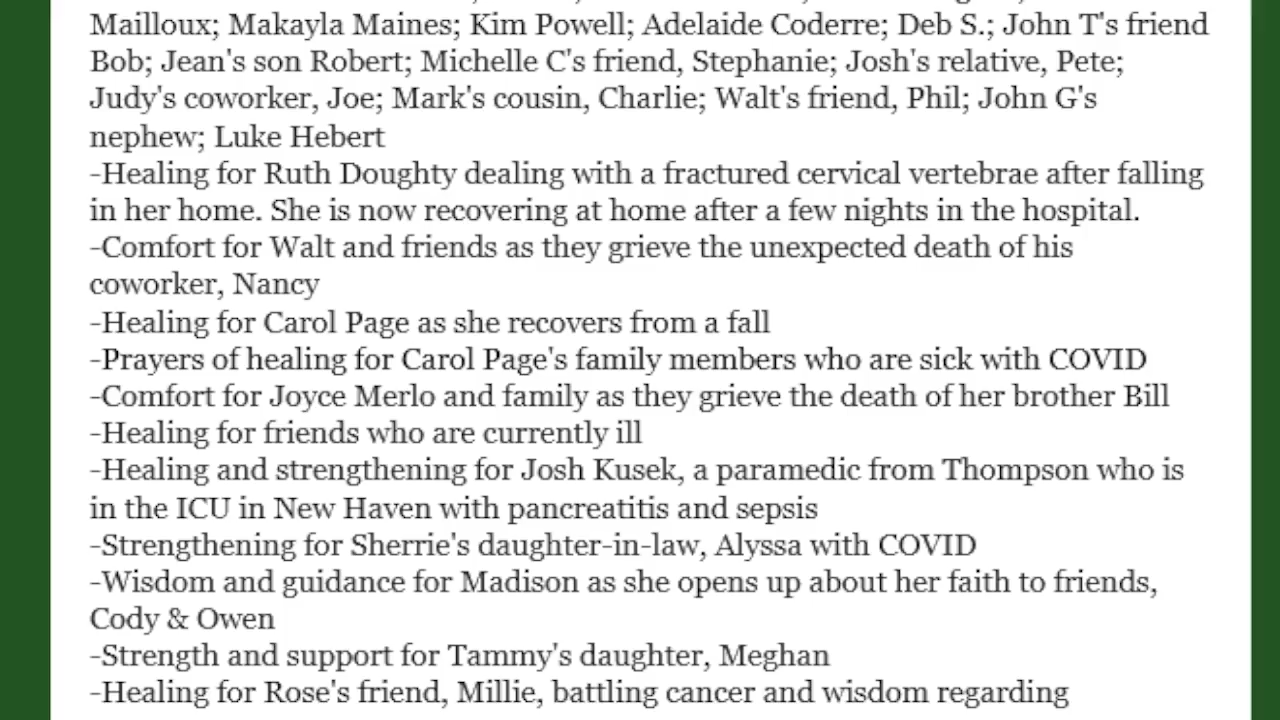 Mailloux; Makayla Maines; Kim Powell; Adelaide Coderre; Deb S.; John T's friend
Bob; Jean's son Robert; Michelle C's friend, Stephanie; Josh's relative, Pete;
Judy's coworker, Joe; Mark's cousin, Charlie; Walt's friend, Phil; John G's
nephew; Luke Hebert
-Healing for Ruth Doughty dealing with a fractured cervical vertebrae after falling
in her home. She is now recovering at home after a few nights in the hospital.
-Comfort for Walt and friends as they grieve the unexpected death of his
coworker, Nancy
-Healing for Carol Page as she recovers from a fall
-Prayers of healing for Carol Page's family members who are sick with COVID
-Comfort for Joyce Merlo and family as they grieve the death of her brother Bill
-Healing for friends who are currently ill
-Healing and strengthening for Josh Kusek, a paramedic from Thompson who is
in the ICU in New Haven with pancreatitis and sepsis
-Strengthening for Sherrie's daughter-in-law, Alyssa with COVID
-Wisdom and guidance for Madison as she opens up about her faith to friends,
Cody & Owen
-Strength and support for Tammy's daughter, Meghan
-Healing for Rose's friend, Millie, battling cancer and wisdom regarding